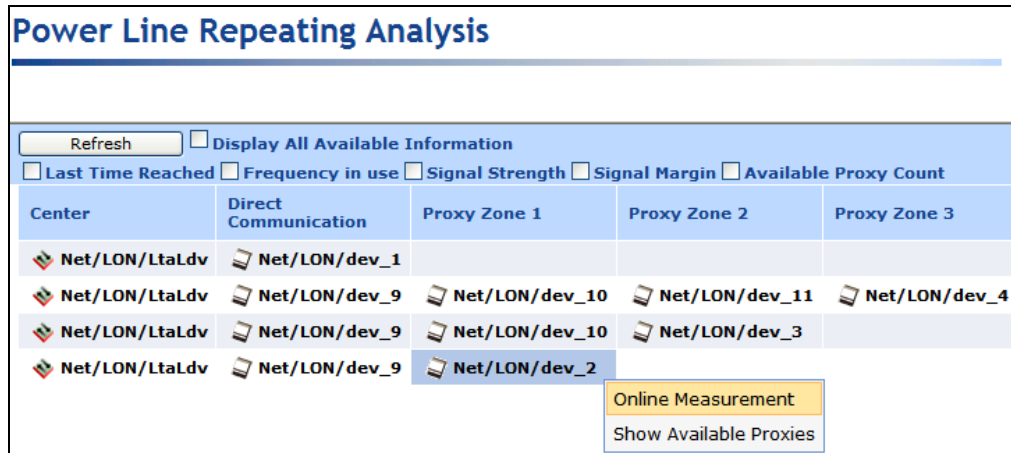 Power Line Repeating Analysis
Refresh Display All Available Information
Last Time Reached Frequency in use Signal Strength Signal Margin Available Proxy Count
Center Direct Communication Proxy Zone 1 Proxy Zone 2 Proxy Zone 3
Net/LON/LtaLdv Net/LON/dev_1
Net/LON/LtaLdv Net/LON/dev_9 Net/LON/dev_10 Net/LON/dev_11 Net/LON/dev_4
Net/LON/LtaLdv Net/LON/dev_9 Net/LON/dev_10 Net/LON/dev_3
Net/LON/LtaLdv Net/LON/dev_9 Net/LON/dev_2
Online Measurement
Show Available Proxies